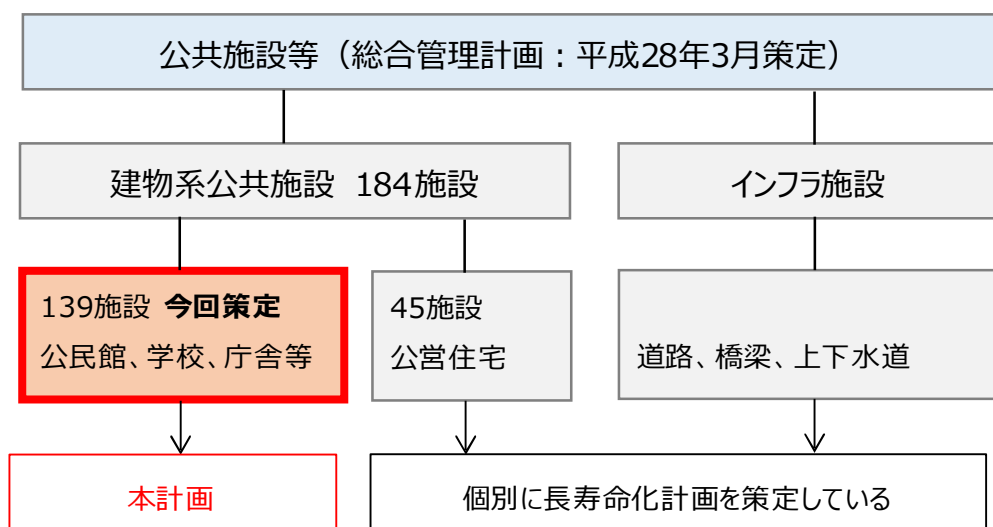 公共施設等（総合管理計画：平成28年3月策定）
建物系公共施設 184施設
インフラ施設
139施設 今回策定
公民館、学校、庁舎等
45施設
公営住宅
道路、橋梁、上下水道
本計画
個別に長寿命化計画を策定している